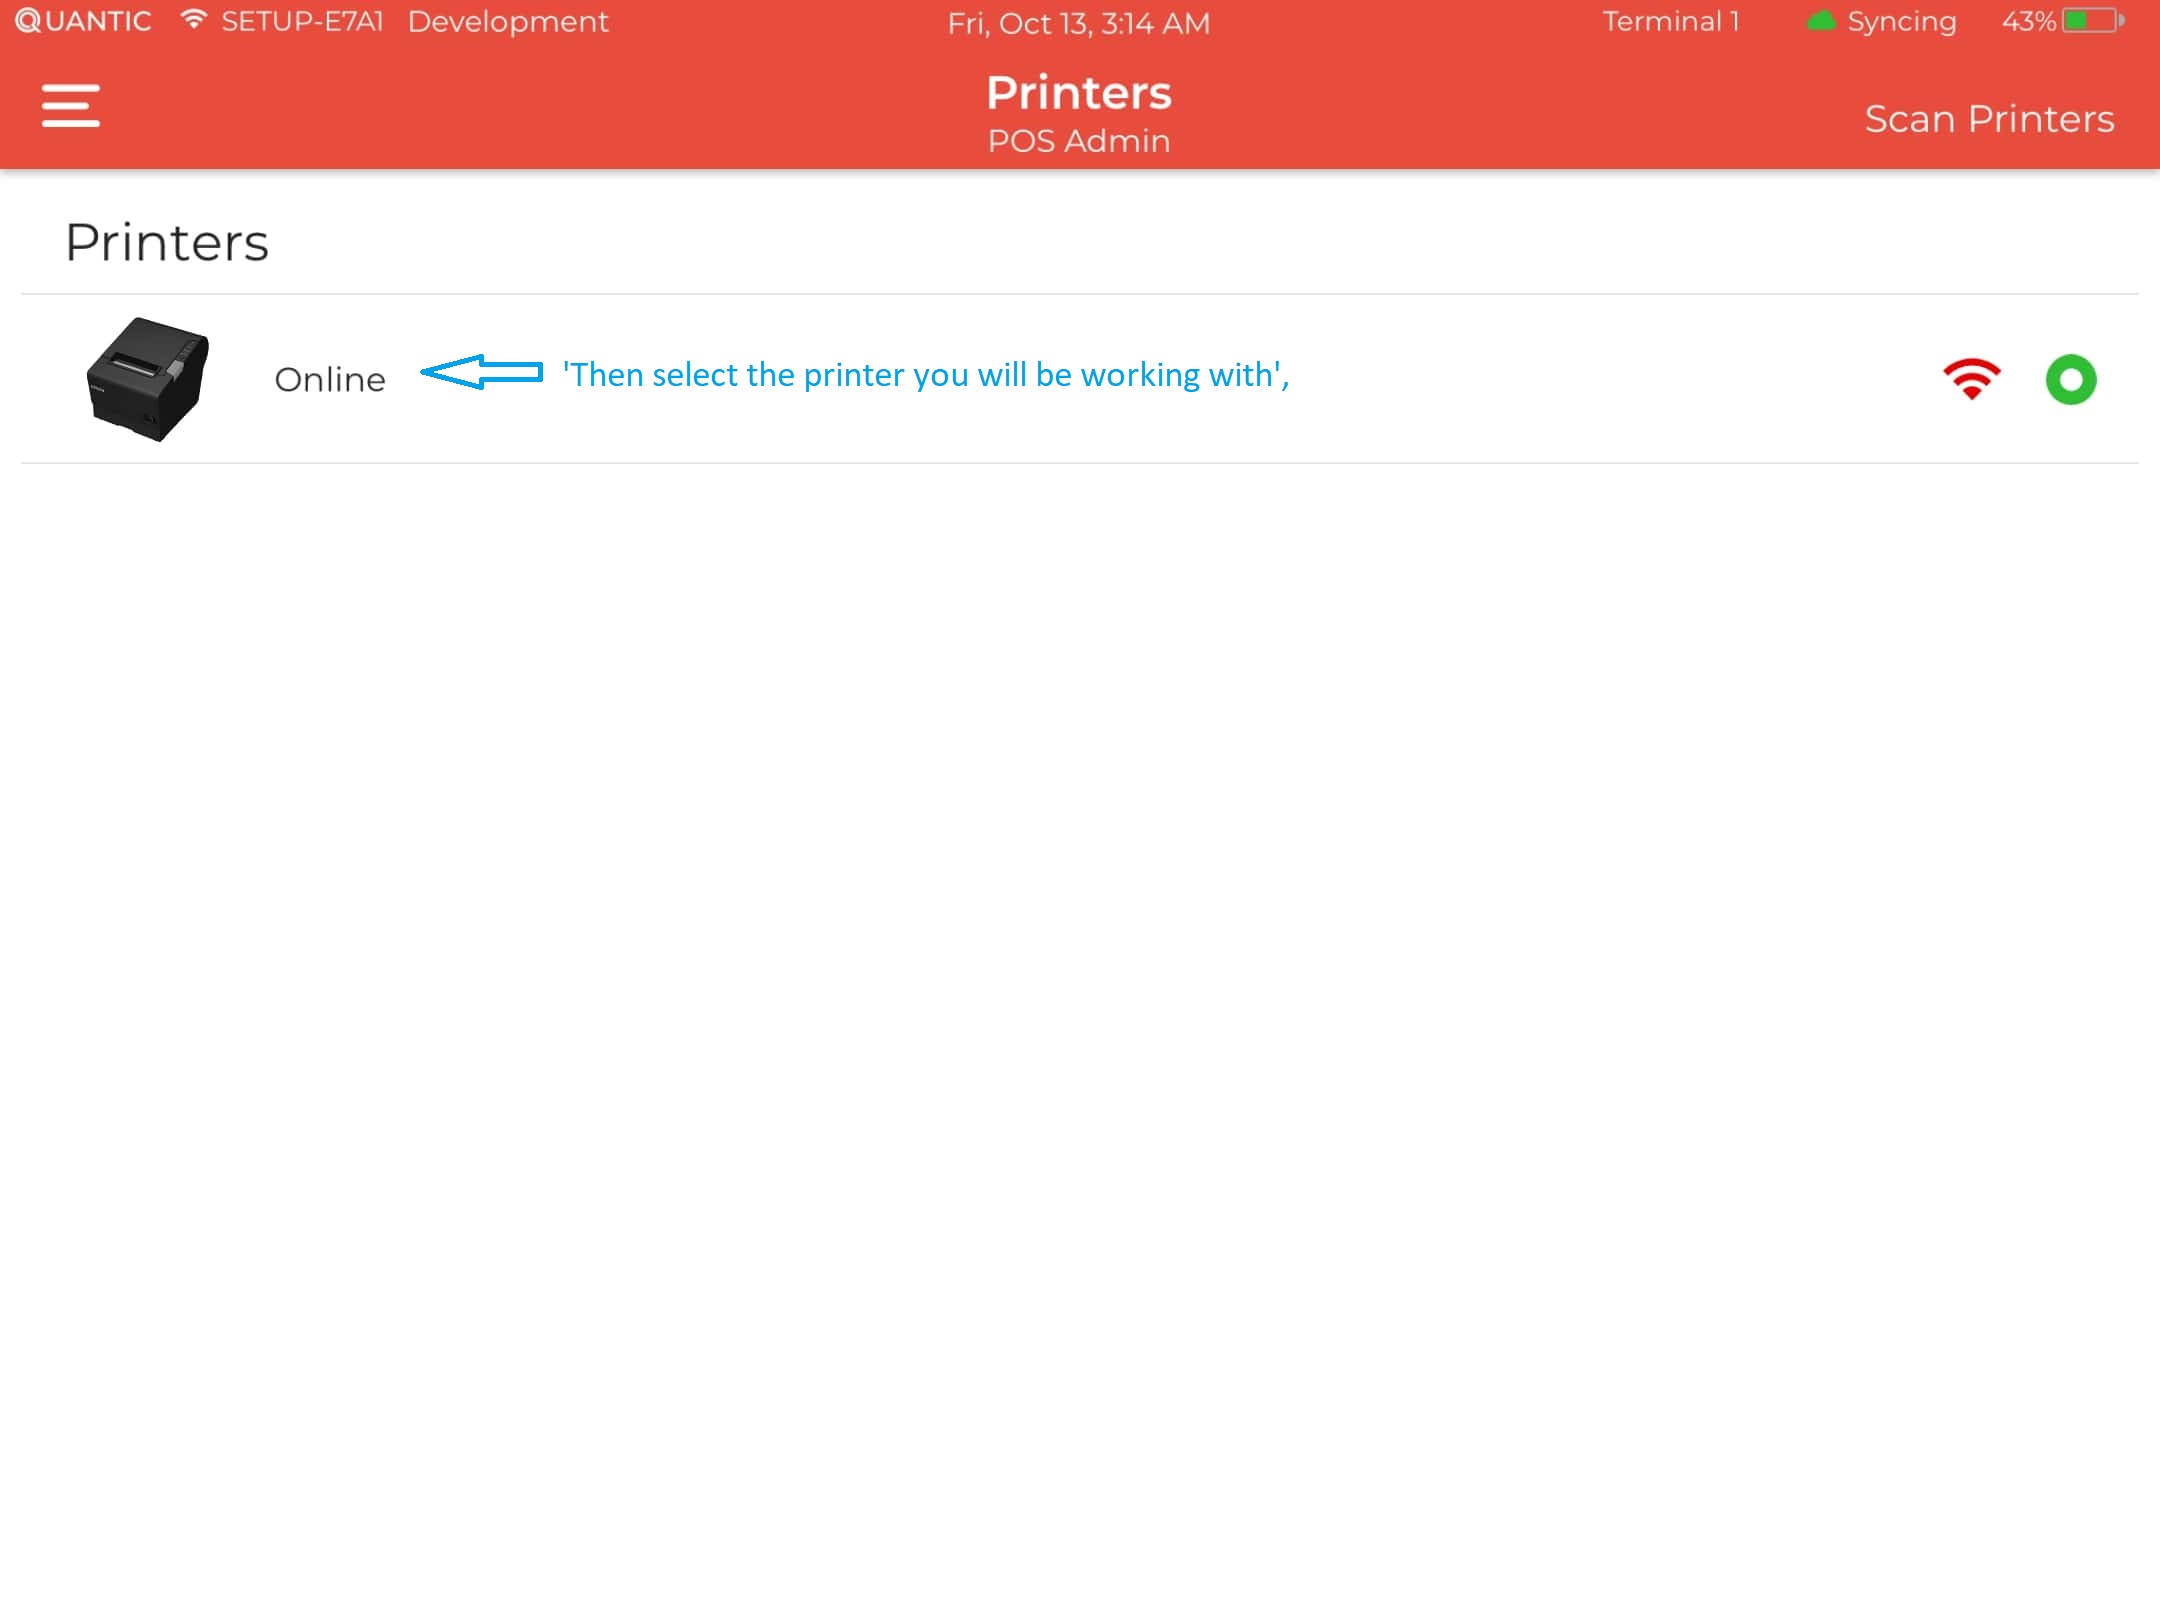 QUANTIC SETUP-E7A1 Development Fri, Oct 13, 3:14 AM Terminal 1 Syncing 43%
Printers
POS Admin
Scan Printers
Printers
Online 'Then select the printer you will be working with',